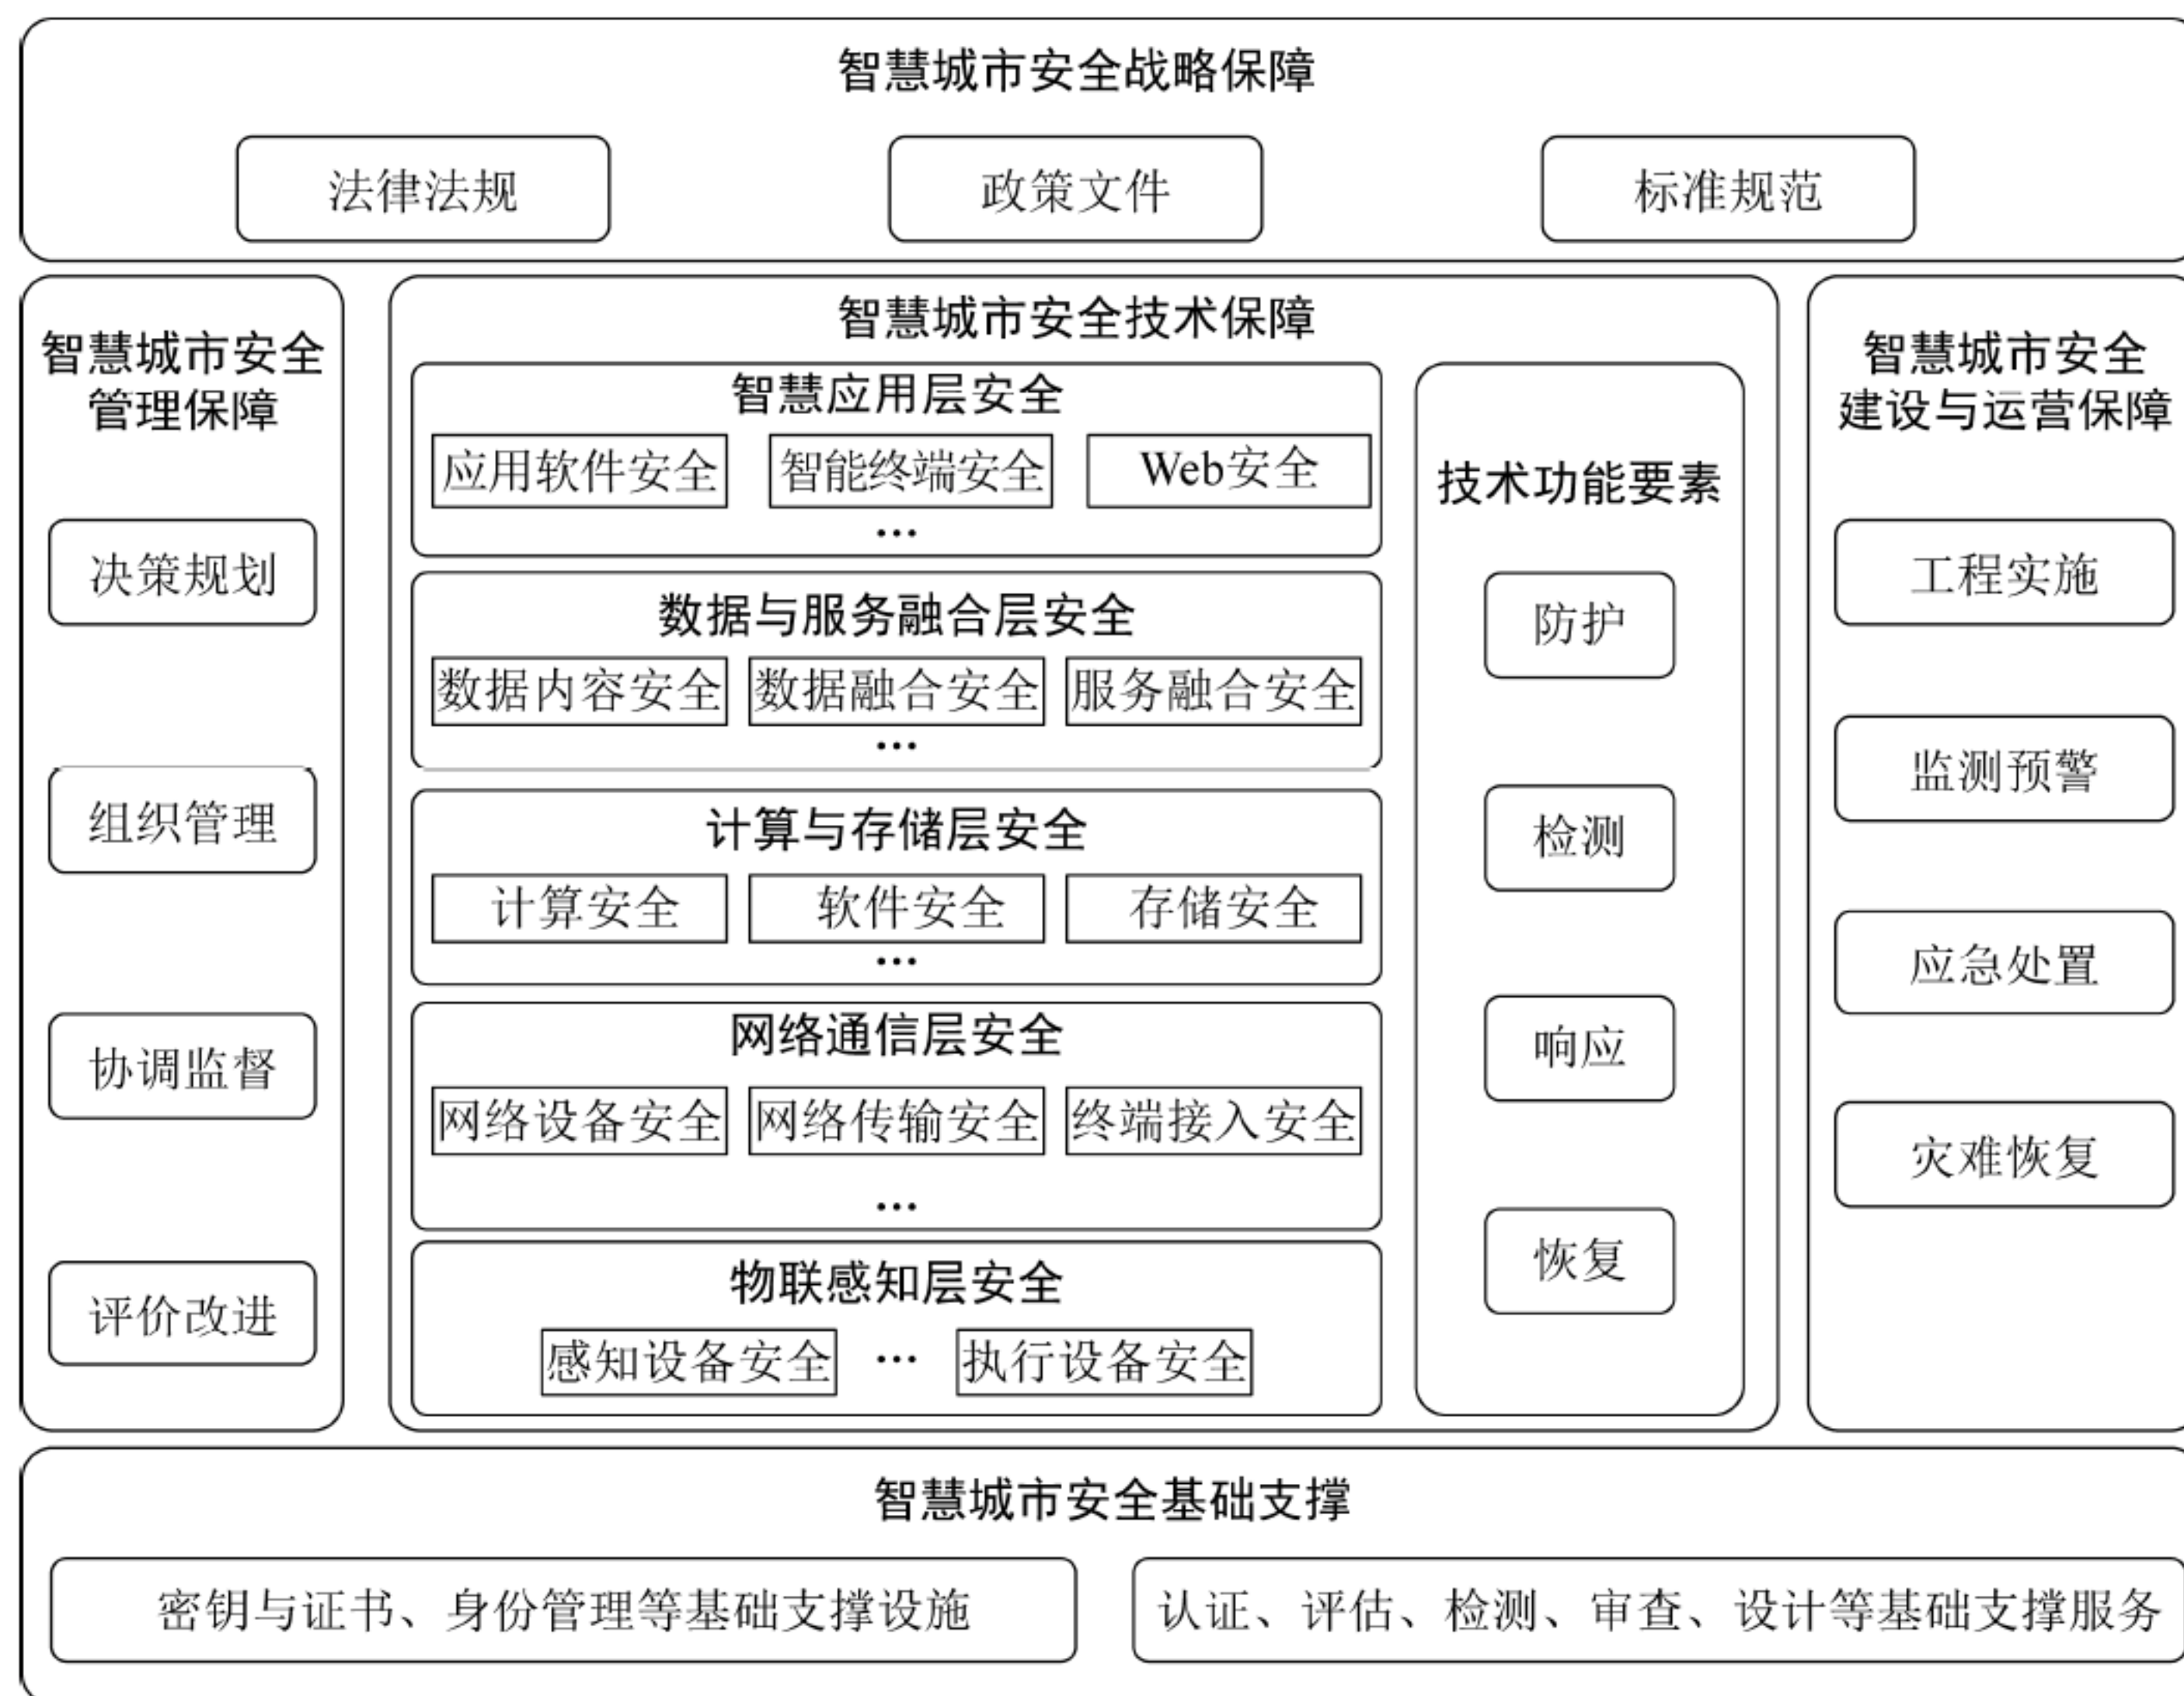 智慧城市安全战略保障
法律法规
政策文件
标准规范
智慧城市安全
管理保障
决策规划
组织管理
协调监督
评价改进
智慧城市安全技术保障
智慧应用层安全
应用软件安全
智能终端安全
Web安全
...
数据与服务融合层安全
数据内容安全
数据融合安全
服务融合安全
...
计算与存储层安全
计算安全
软件安全
存储安全
...
网络通信层安全
网络设备安全
网络传输安全
终端接入安全
...
物联感知层安全
感知设备安全
...
执行设备安全
技术功能要素
防护
检测
响应
恢复
智慧城市安全
建设与运营保障
工程实施
监测预警
应急处置
灾难恢复
智慧城市安全基础支撑
密钥与证书、身份管理等基础支撑设施
认证、评估、检测、审查、设计等基础支撑服务